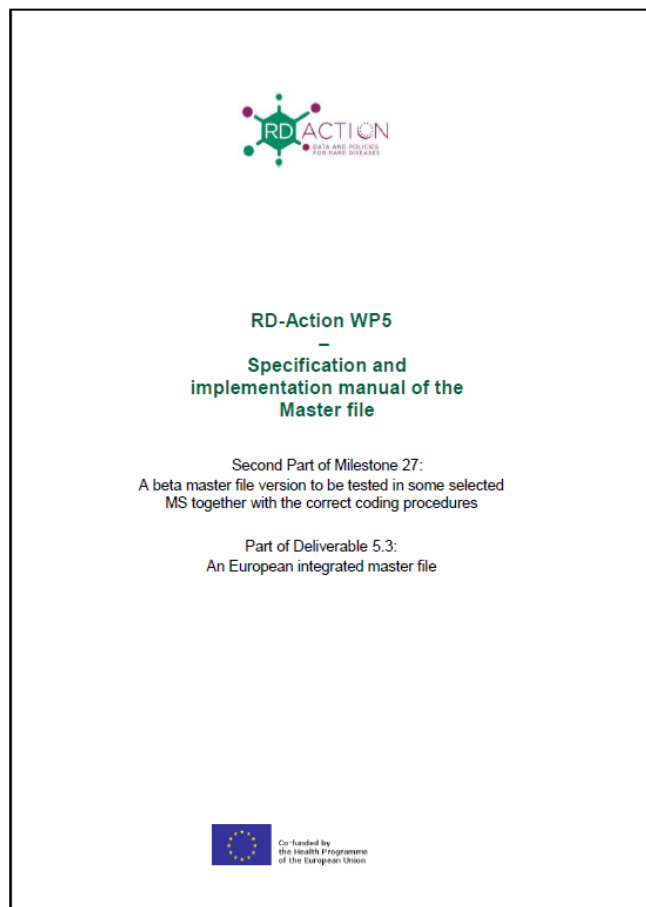 RD ACTION
DATA AND POLICIES
FOR RARE DISEASES
RD-Action WP5
–
Specification and
implementation manual of the
Master file
Second Part of Milestone 27:
A beta master file version to be tested in some selected
MS together with the correct coding procedures
Part of Deliverable 5.3:
An European integrated master file
Co-funded by
the Health Programme
of the European Union